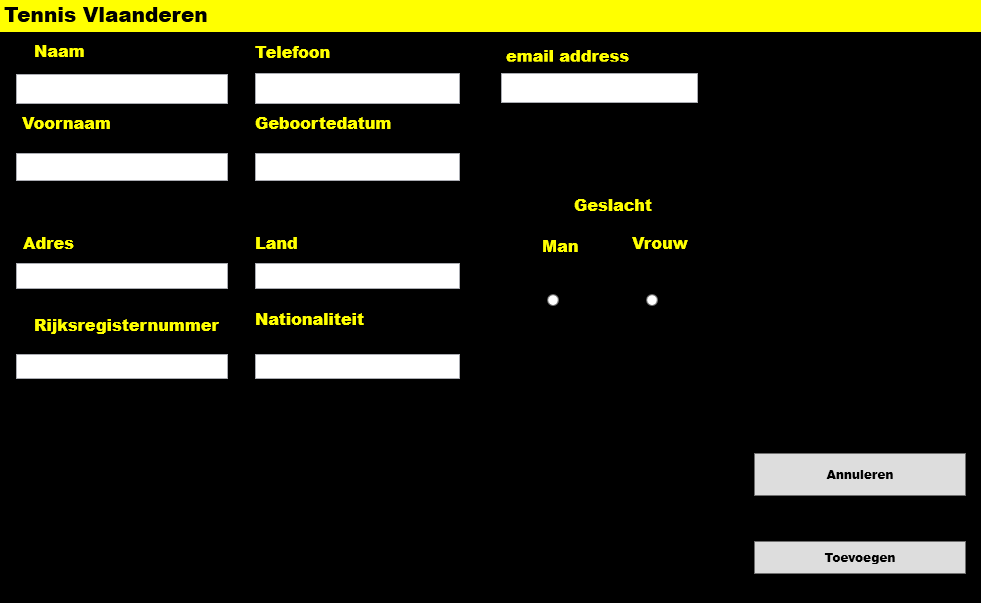 Tennis Vlaanderen
Naam
Telefoon
email address
Voornaam
Geboortedatum
Geslacht
Adres
Land
Man
Vrouw
Rijksregisternummer
Nationaliteit
Annuleren
Toevoegen